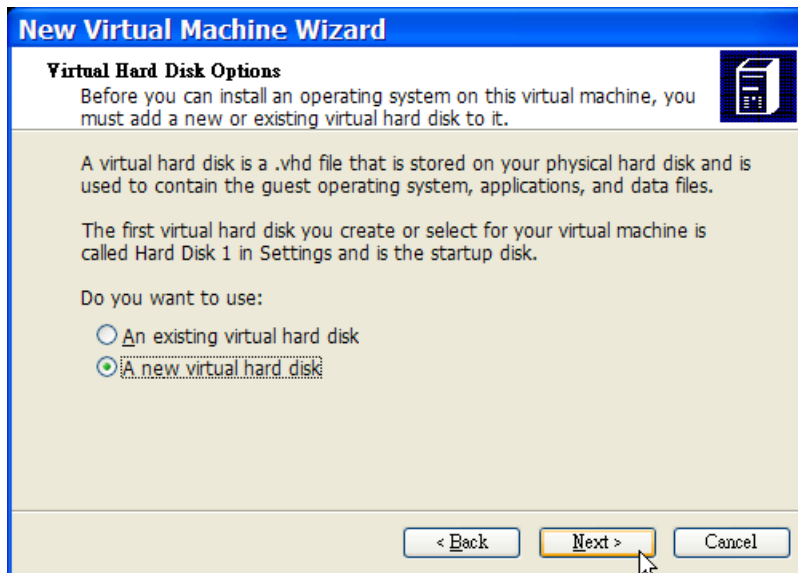 New Virtual Machine Wizard
Virtual Hard Disk Options
Before you can install an operating system on this virtual machine, you
must add a new or existing virtual hard disk to it.
A virtual hard disk is a .vhd file that is stored on your physical hard disk and is
used to contain the guest operating system, applications, and data files.
The first virtual hard disk you create or select for your virtual machine is
called Hard Disk 1 in Settings and is the startup disk.
Do you want to use:
An existing virtual hard disk
A new virtual hard disk
< Back
Next >
Cancel